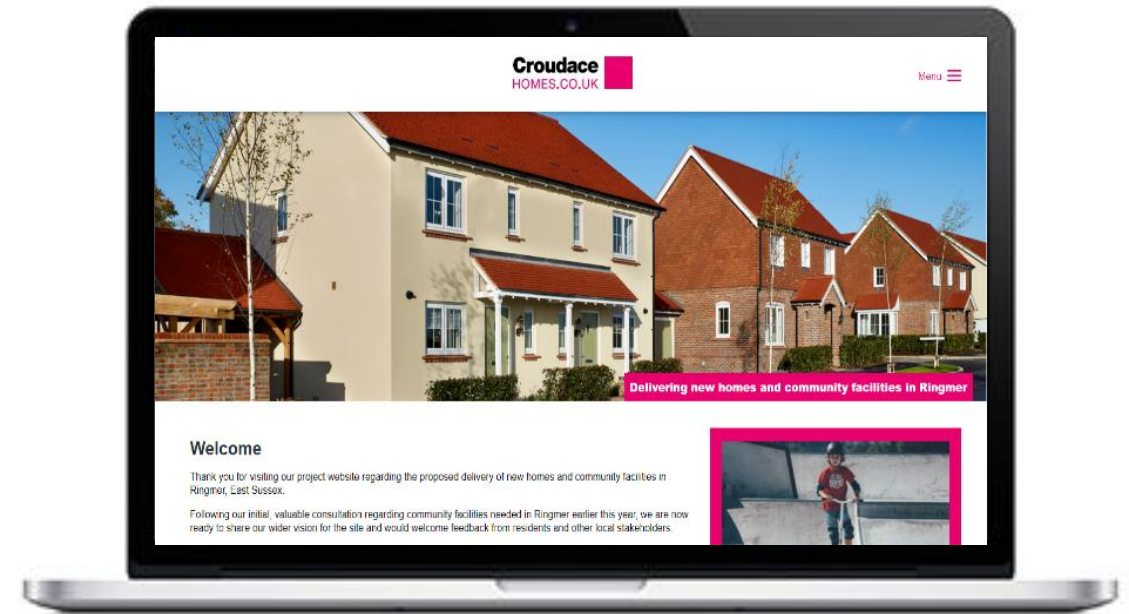 Croudace
HOMES.CO.UK
Menu
Delivering new homes and community facilities in Ringmer
Welcome
Thank you for visiting our project website regarding the proposed delivery of new homes and community facilities in
Ringmer, East Sussex.
Following our initial, valuable consultation regarding community facilities needed in Ringmer earlier this year, we are now
ready to share our wider vision for the site and would welcome feedback from residents and other local stakeholders.